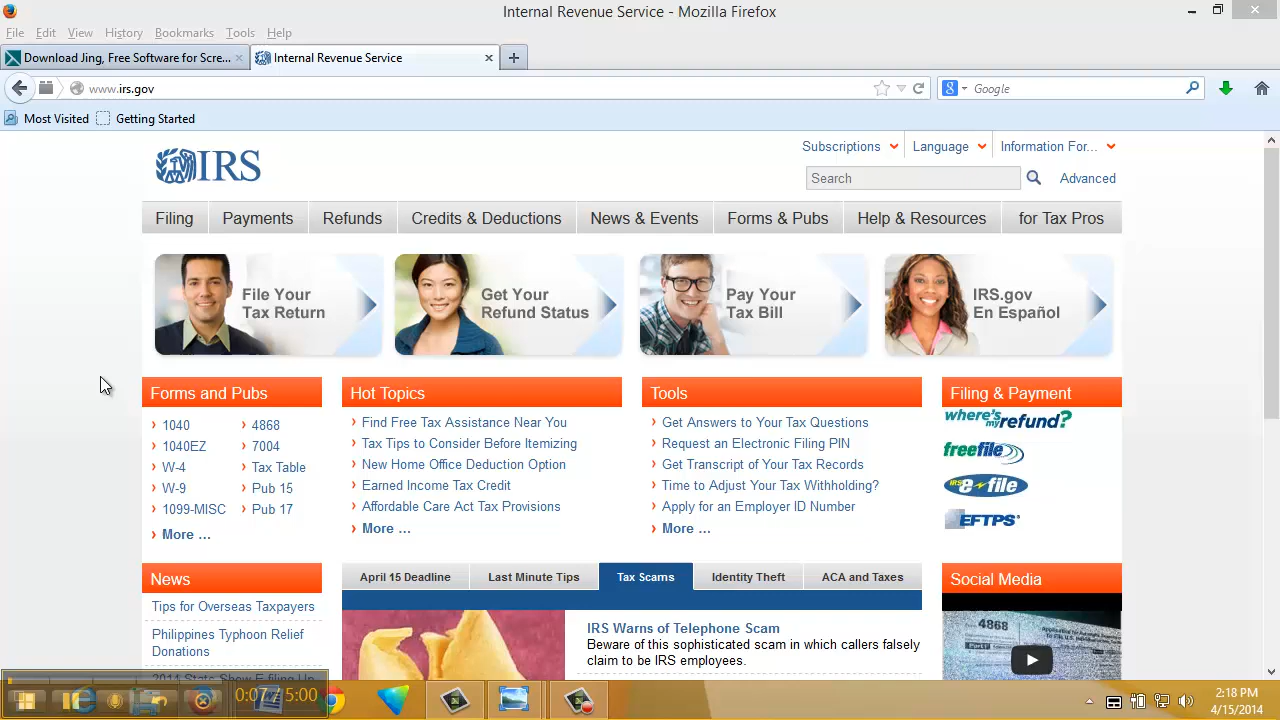 Internal Revenue Service - Mozilla Firefox
File Edit View History Bookmarks Tools Help
Download Jing, Free Software for Scre...
Internal Revenue Service
www.irs.gov
Google
Most Visited
Getting Started
IRS
Subscriptions
Language
Information For...
Search
Advanced
Filing
Payments
Refunds
Credits & Deductions
News & Events
Forms & Pubs
Help & Resources
for Tax Pros
File Your
Tax Return
Get Your
Refund Status
Pay Your
Tax Bill
IRS.gov
En Español
Forms and Pubs
1040
1040EZ
W-4
W-9
1099-MISC
More ...
4868
7004
Tax Table
Pub 15
Pub 17
Hot Topics
Find Free Tax Assistance Near You
Tax Tips to Consider Before Itemizing
New Home Office Deduction Option
Earned Income Tax Credit
Affordable Care Act Tax Provisions
More ...
Tools
Get Answers to Your Tax Questions
Request an Electronic Filing PIN
Get Transcript of Your Tax Records
Time to Adjust Your Tax Withholding?
Apply for an Employer ID Number
More ...
Filing & Payment
where's my refund?
freefile
IRS e-file
EFTPS
News
Tips for Overseas Taxpayers
Philippines Typhoon Relief
Donations
April 15 Deadline
Last Minute Tips
Tax Scams
Identity Theft
ACA and Taxes
IRS Warns of Telephone Scam
Beware of this sophisticated scam in which callers falsely
claim to be IRS employees.
Social Media
4868
0:07 / 5:00
2:18 PM
4/15/2014